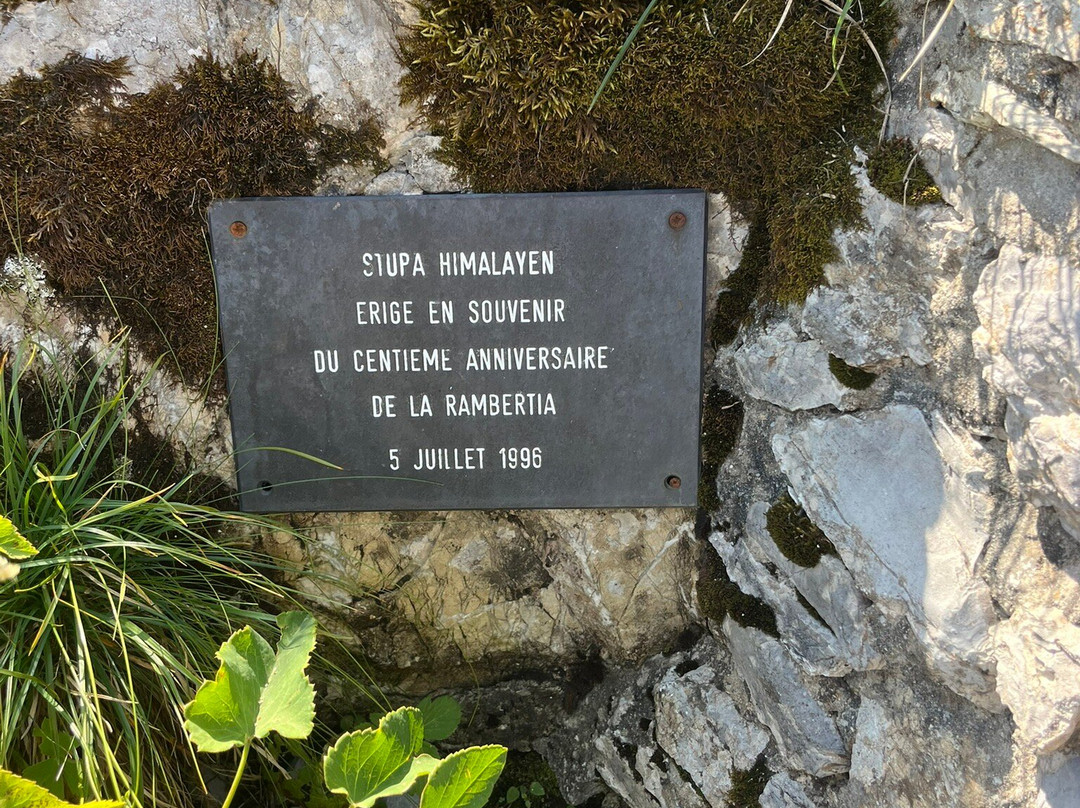 STUPA HIMALAYEN
ERIGE EN SOUVENIR
DU CENTIEME ANNIVERSAIRE
DE LA RAMBERTIA
5 JUILLET 1996